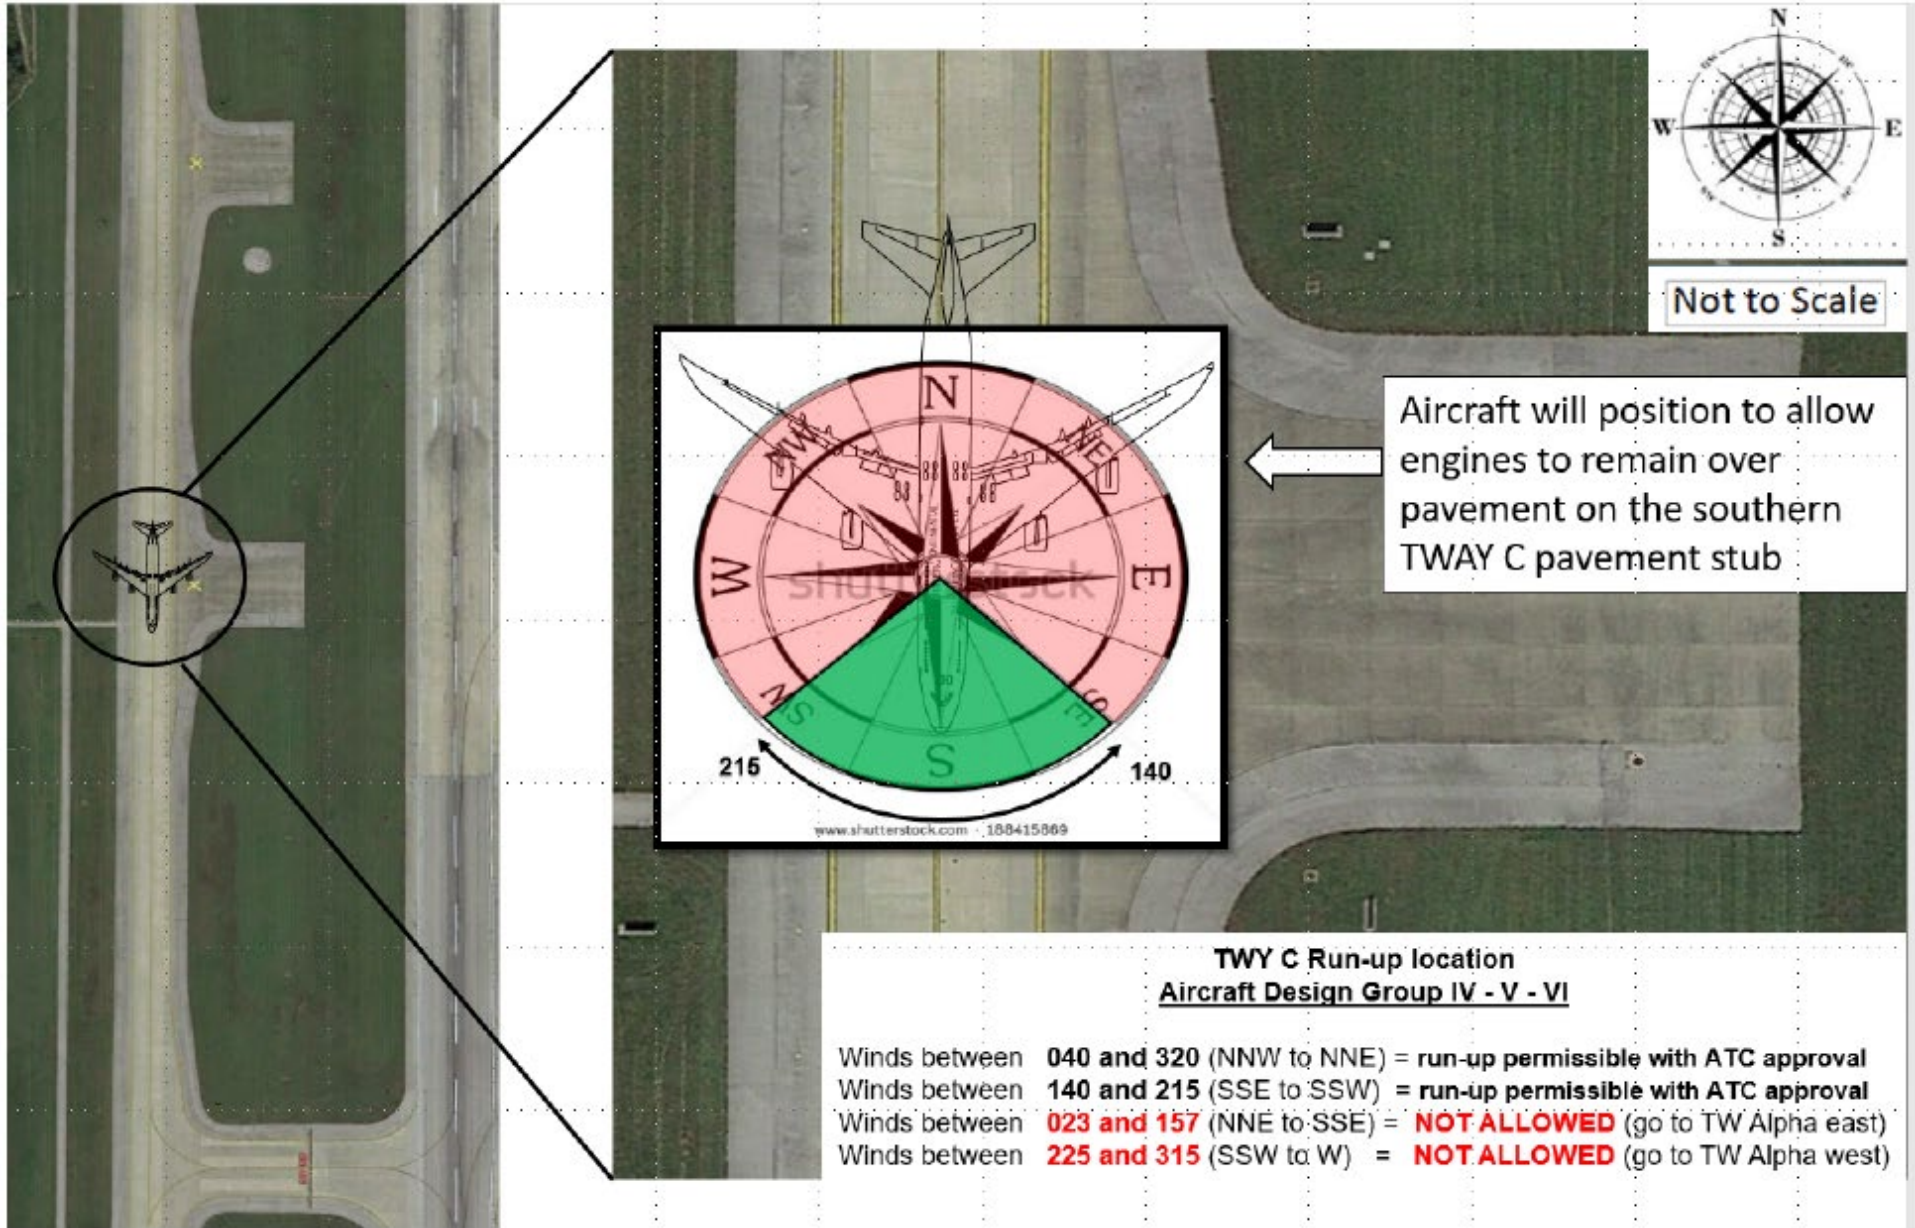 N
W E
S
Not to Scale
Aircraft will position to allow
engines to remain over
pavement on the southern
TWAY C pavement stub
N
NW NE
W E
shutterstock
SW SE
S
215 140
www.shutterstock.com · 188415869
TWY C Run-up location
Aircraft Design Group IV - V - VI
Winds between 040 and 320 (NNW to NNE) = run-up permissible with ATC approval
Winds between 140 and 215 (SSE to SSW) = run-up permissible with ATC approval
Winds between 023 and 157 (NNE to SSE) = NOT ALLOWED (go to TW Alpha east)
Winds between 225 and 315 (SSW to W) = NOT ALLOWED (go to TW Alpha west)